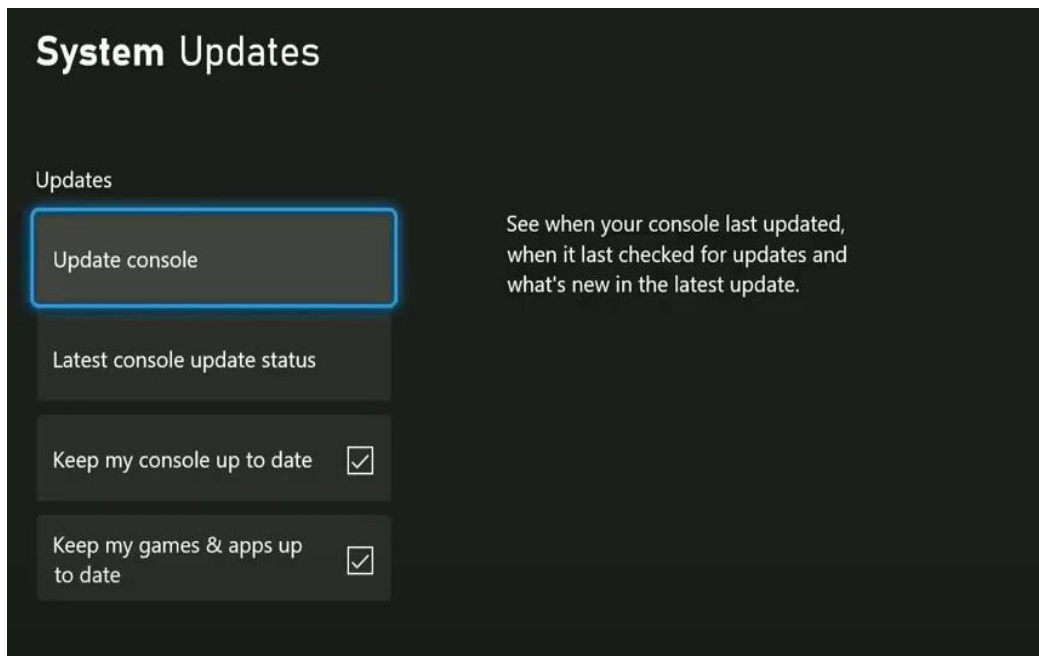 System Updates
Updates
Update console
See when your console last updated,
when it last checked for updates and
what's new in the latest update.
Latest console update status
Keep my console up to date
Keep my games & apps up
to date